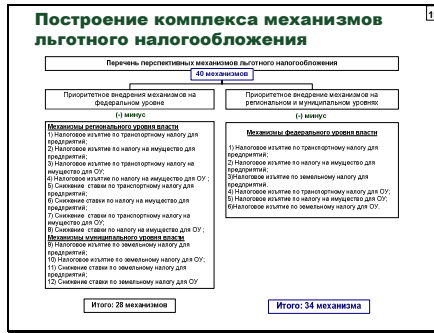 1
Построение комплекса механизмов
льготного налогообложения
Перечень перспективных механизмов льготного налогообложения
40 механизмов
Приоритетное внедрения механизмов на
федеральном уровне
(-) минус
Механизмы регионального уровня власти
1) Налоговое изъятие по транспортному налогу для
предприятий;
2) Налоговое изъятие по налогу на имущество для
предприятий;
3) Налоговое изъятие по транспортному налогу на
имущество для ОУ;
4) Налоговое изъятие по налогу на имущество для ОУ ;
5) Снижение ставки по транспортному налогу для
предприятий;
6) Снижение ставки по налогу на имущество для
предприятий;
7) Снижение ставки по транспортному налогу на
имущество для ОУ;
8) Снижение ставки по налогу на имущество для ОУ ;
Механизмы муниципального уровня власти
9) Налоговое изъятие по земельному налогу для
предприятий;
10) Налоговое изъятие по земельному налогу для ОУ;
11) Снижение ставки по земельному налогу для
предприятий;
12) Снижение ставки по земельному налогу для ОУ
Итого: 28 механизмов
Приоритетное внедрение механизмов на
региональном и муниципальном уровнях
(-) минус
Механизмы федерального уровня власти
1) Налоговое изъятие по транспортному налогу для
предприятий;
2) Налоговое изъятие по налогу на имущество для
предприятий;
3)Налоговое изъятие по земельному налогу для
предприятий.
4) Налоговое изъятие по транспортному налогу для ОУ;
5) Налоговое изъятие по налогу на имущество для ОУ;
6)Налоговое изъятие по земельному налогу для ОУ.
Итого: 34 механизма